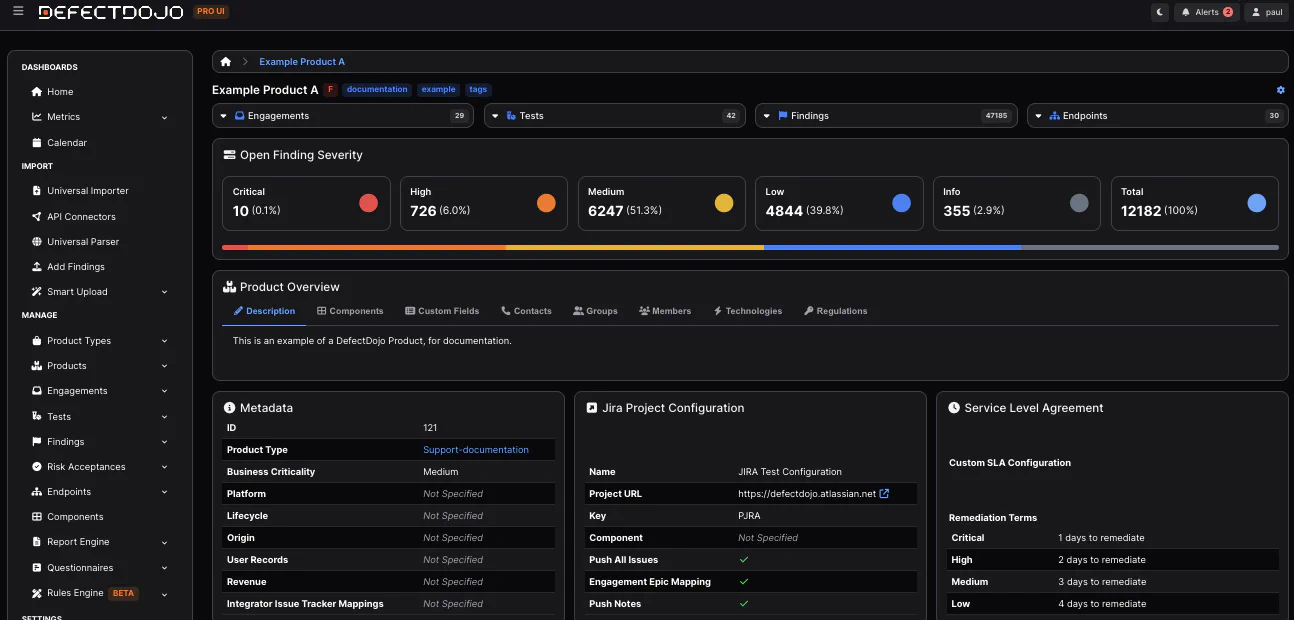 DEFECTDOJO PRO UI
Alerts 2 paul
DASHBOARDS
Home
Metrics
Calendar
IMPORT
Universal Importer
API Connectors
Universal Parser
Add Findings
Smart Upload
MANAGE
Product Types
Products
Engagements
Tests
Findings
Risk Acceptances
Endpoints
Components
Report Engine
Questionnaires
Rules Engine BETA
SETTINGS
Example Product A
Example Product A F documentation example tags
Engagements 29 Tests 42 Findings 47185 Endpoints 30
Open Finding Severity
Critical
10 (0.1%)
High
726 (6.0%)
Medium
6247 (51.3%)
Low
4844 (39.8%)
Info
355 (2.9%)
Total
12182 (100%)
Product Overview
Description Components Custom Fields Contacts Groups Members Technologies Regulations
This is an example of a DefectDojo Product, for documentation.
Metadata
ID 121
Product Type Support-documentation
Business Criticality Medium
Platform Not Specified
Lifecycle Not Specified
Origin Not Specified
User Records Not Specified
Revenue Not Specified
Integrator Issue Tracker Mappings Not Specified
Jira Project Configuration
Name JIRA Test Configuration
Project URL https://defectdojo.atlassian.net
Key PJRA
Component Not Specified
Push All Issues
Engagement Epic Mapping
Push Notes
Service Level Agreement
Custom SLA Configuration
Remediation Terms
Critical 1 days to remediate
High 2 days to remediate
Medium 3 days to remediate
Low 4 days to remediate